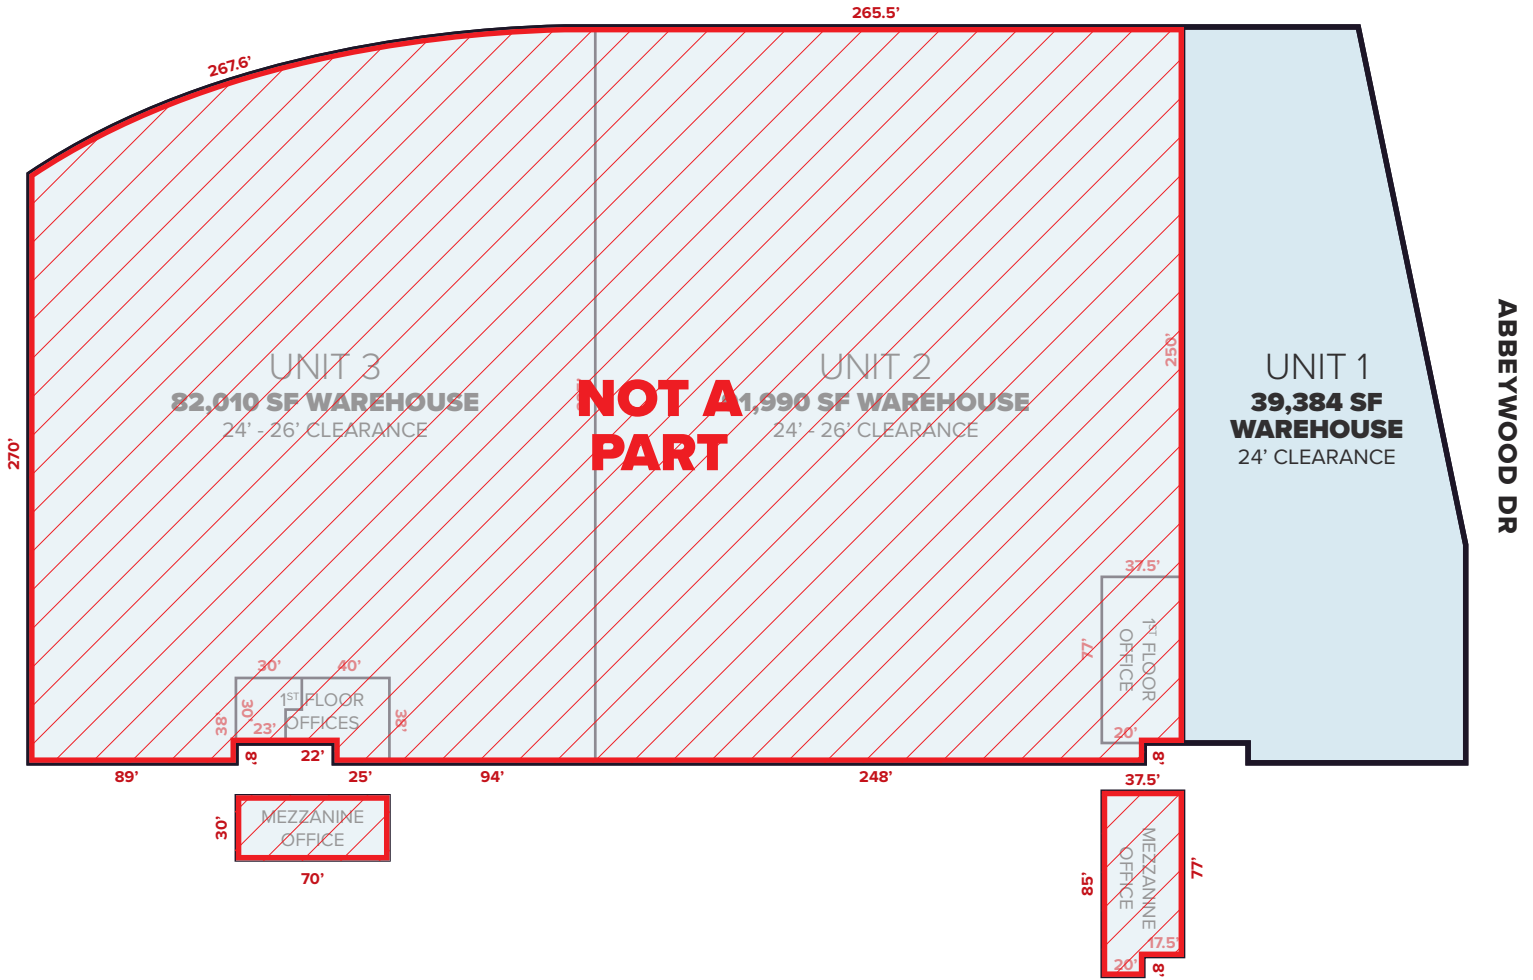 265.5’
267.6’
UNIT 3
82,010 SF WAREHOUSE
24’ - 26’ CLEARANCE
UNIT 2
1,990 SF WAREHOUSE
24’ - 26’ CLEARANCE
NOT A
PART
250’
UNIT 1
39,384 SF
WAREHOUSE
24’ CLEARANCE
ABBEYWOOD DR
270’
37.5’
77’
1ST FLOOR
OFFICE
20’
8’
30’
40’
38’
30’
23’
1ST FLOOR
OFFICES
38’
8’
22’
89’
25’
94’
248’
37.5’
30’
MEZZANINE
OFFICE
70’
85’
MEZZANINE
OFFICE
77’
17.5’
20’
8’